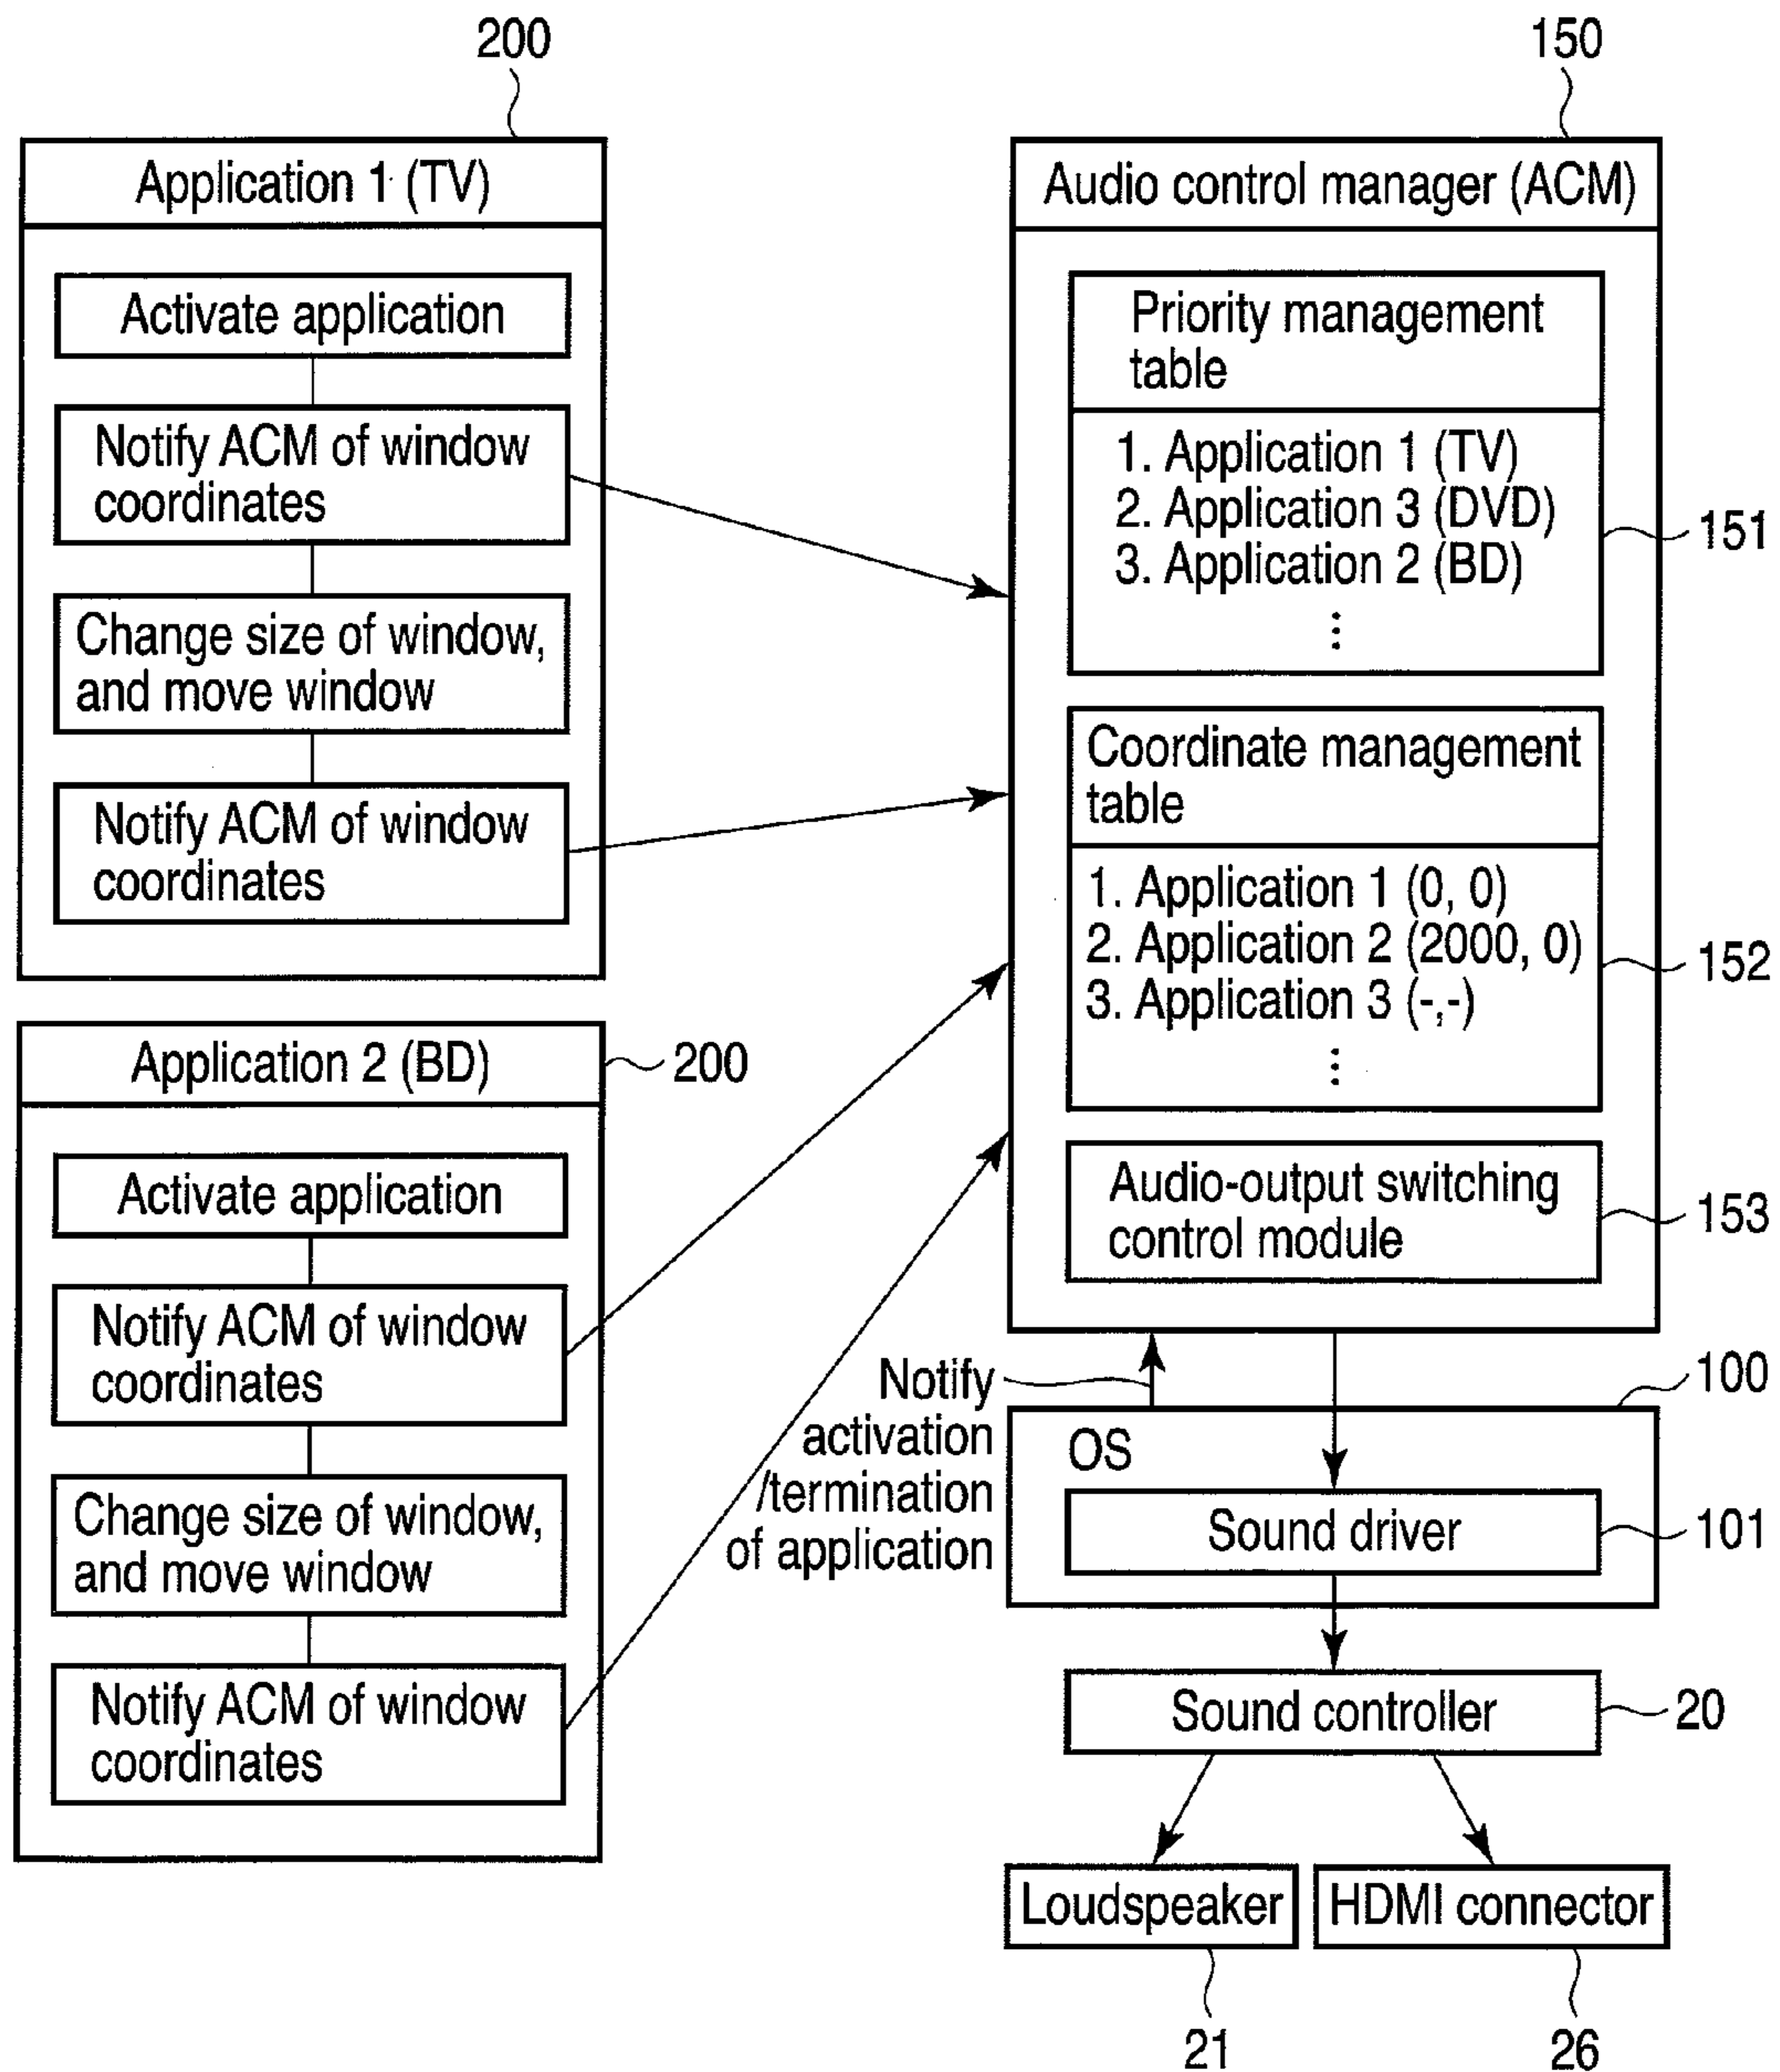 200
Application 1 (TV)
Activate application
Notify ACM of window
coordinates
Change size of window,
and move window
Notify ACM of window
coordinates
Application 2 (BD)
200
Activate application
Notify ACM of window
coordinates
Change size of window,
and move window
Notify ACM of window
coordinates
150
Audio control manager (ACM)
Priority management
table
1. Application 1 (TV)
2. Application 3 (DVD)
3. Application 2 (BD)
⋮
151
Coordinate management
table
1. Application 1 (0, 0)
2. Application 2 (2000, 0)
3. Application 3 (-,-)
⋮
152
Audio-output switching
control module
153
Notify
activation
/termination
of application
100
OS
Sound driver
101
Sound controller
20
Loudspeaker
HDMI connector
21
26